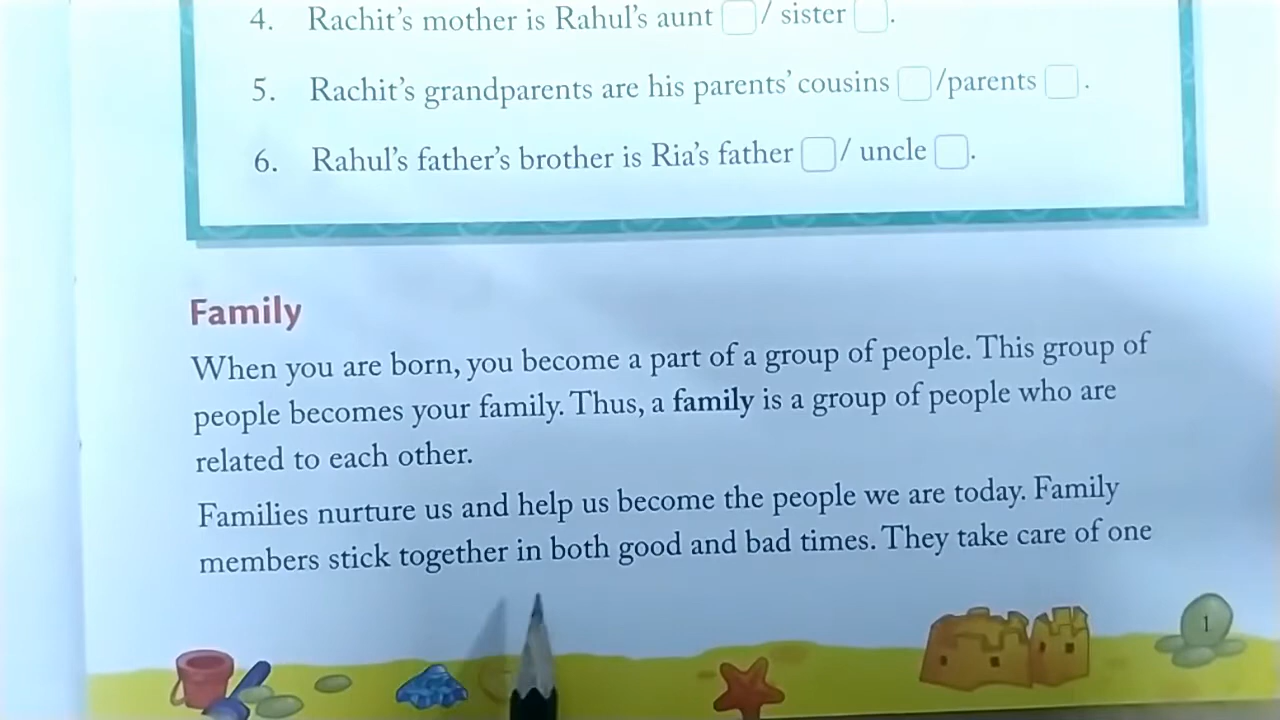 4. Rachit's mother is Rahul's aunt / sister .
5. Rachit's grandparents are his parents' cousins /parents .
6. Rahul's father's brother is Ria's father / uncle .
Family
When you are born, you become a part of a group of people. This group of
people becomes your family. Thus, a family is a group of people who are
related to each other.
Families nurture us and help us become the people we are today. Family
members stick together in both good and bad times. They take care of one
1